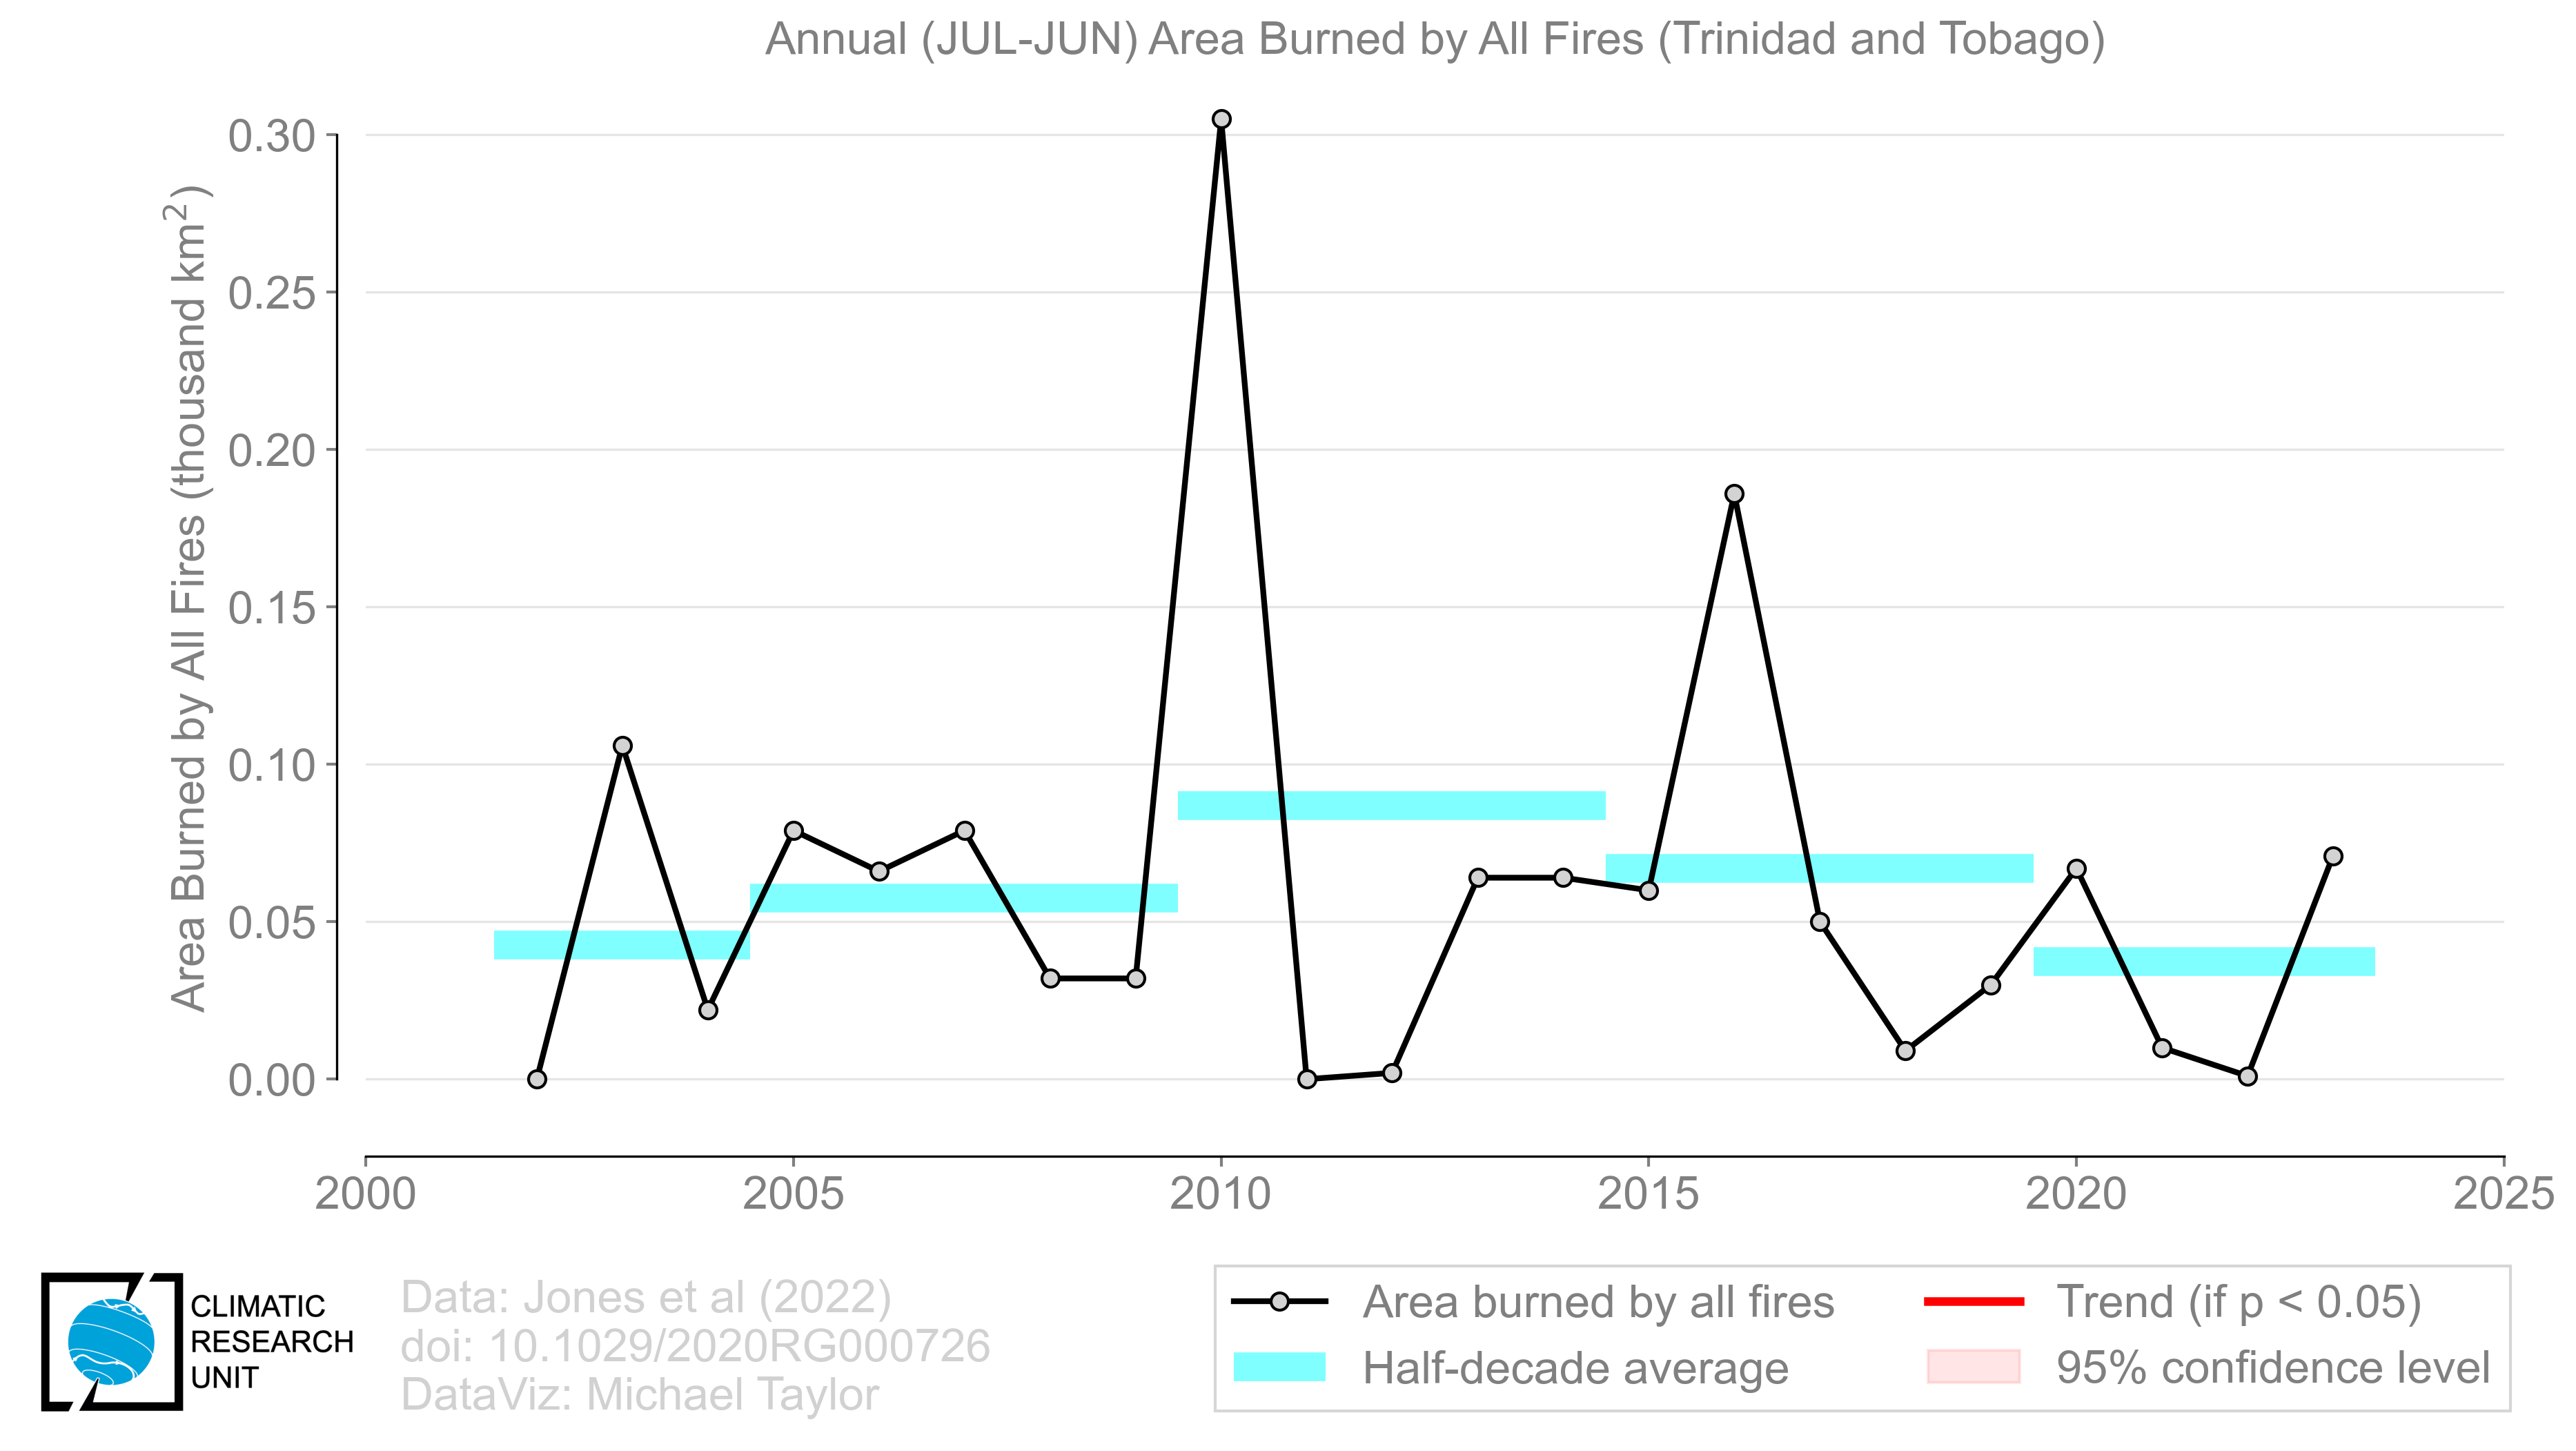 Annual (JUL-JUN) Area Burned by All Fires (Trinidad and Tobago)
Area Burned by All Fires (thousand km²)
0.30
0.25
0.20
0.15
0.10
0.05
0.00
2000 2005 2010 2015 2020 2025
CLIMATIC
RESEARCH
UNIT
Data: Jones et al (2022)
doi: 10.1029/2020RG000726
DataViz: Michael Taylor
Area burned by all fires
Half-decade average
Trend (if p < 0.05)
95% confidence level